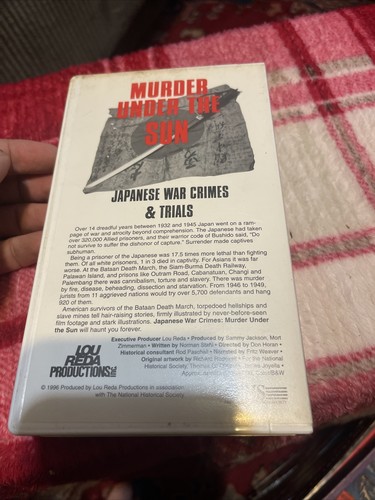 MURDER
UNDER THE
SUN
JAPANESE WAR CRIMES
& TRIALS
Over 14 dreadful years between 1932 and 1945 Japan went on a ram-
page of war and atrocity beyond comprehension. The Japanese had taken
over 320,000 Allied prisoners, and their warrior code of Bushido said, "Do
not survive to suffer the dishonor of capture." Surrender made captives
subhuman.
Being a prisoner of the Japanese was 17.5 times more lethal than fighting
them. Of all white prisoners, 1 in 3 died in captivity. For Asians it was far
worse. At the Bataan Death March, the Siam-Burma Death Railway,
Palawan Island, and prisons like Outram Road, Cabanatuan, Changi and
Palembang there was cannibalism, torture and slavery. There was murder
by fire, disease, beheading, dissection and starvation. From 1946 to 1949,
jurists from 11 aggrieved nations would try over 5,700 defendants and hang
920 of them.
American survivors of the Bataan Death March, torpedoed hellships and
slave mines tell hair-raising stories, firmly illustrated by never-before-seen
film footage and stark illustrations. Japanese War Crimes: Murder Under
the Sun will haunt you forever.
Executive Producer Lou Reda • Produced by Sammy Jackson, Mort
Zimmerman • Written by Norman Stahl • Directed by Don Horan •
Historical consultant Rod Paschall • Narrated by Fritz Weaver •
Original artwork by Richard
Historical Society,
LOU
REDA
PRODUCTIONS INC
© 1996 Produced by Lou Reda Productions in association
with The National Historical Society